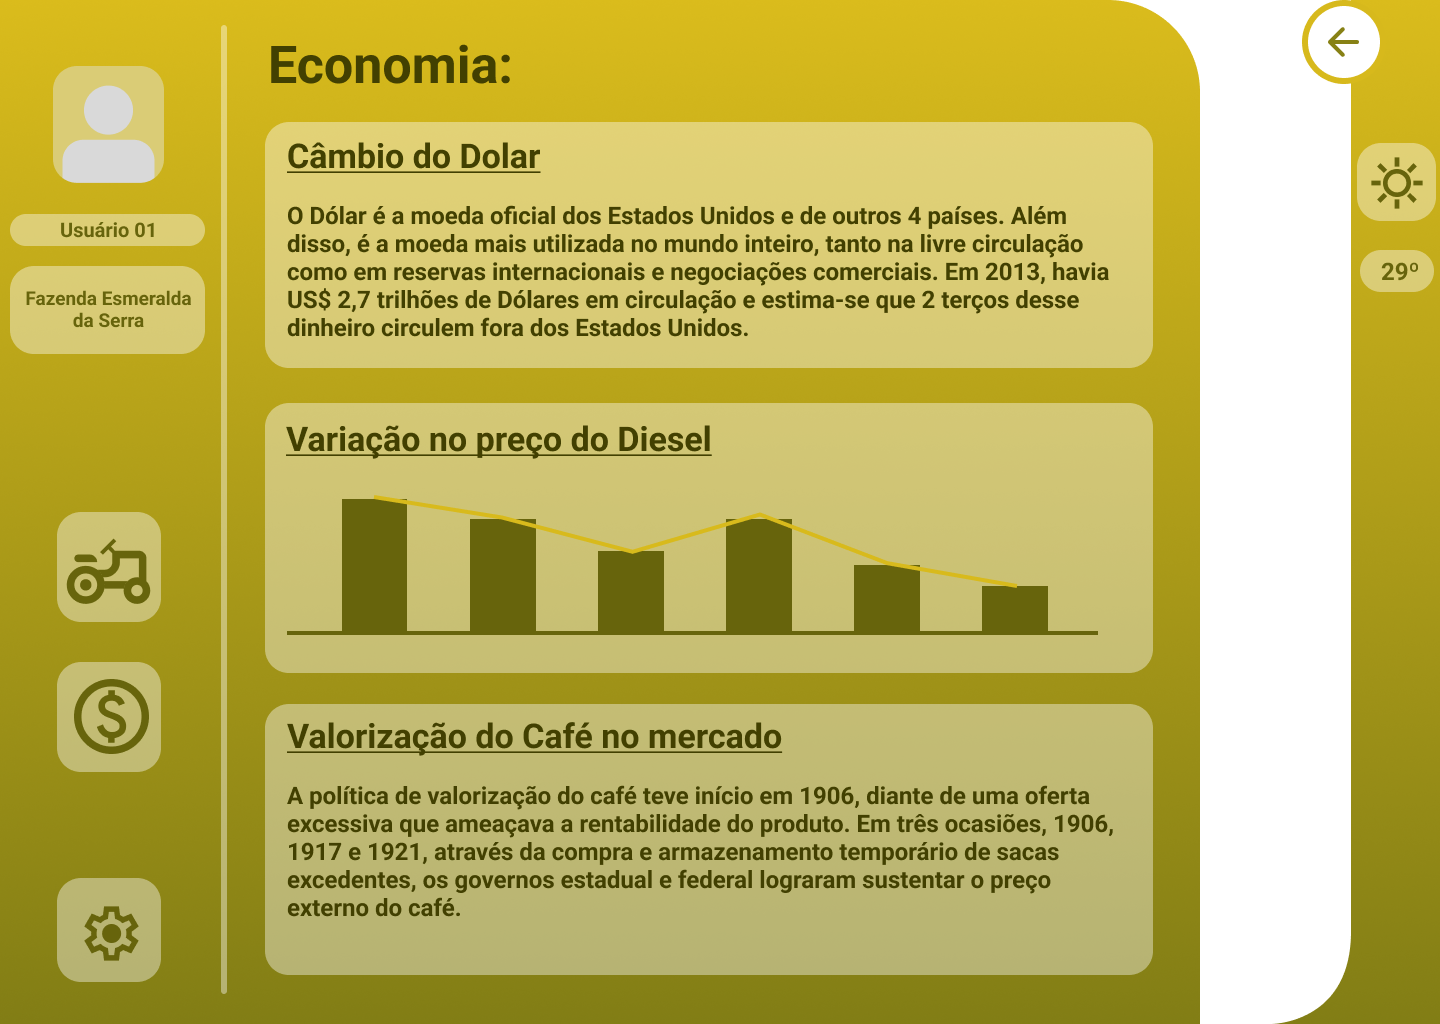 Economia:
Usuário 01
Fazenda Esmeralda
da Serra
Câmbio do Dolar
O Dólar é a moeda oficial dos Estados Unidos e de outros 4 países. Além
disso, é a moeda mais utilizada no mundo inteiro, tanto na livre circulação
como em reservas internacionais e negociações comerciais. Em 2013, havia
US$ 2,7 trilhões de Dólares em circulação e estima-se que 2 terços desse
dinheiro circulem fora dos Estados Unidos.
Variação no preço do Diesel
Valorização do Café no mercado
A política de valorização do café teve início em 1906, diante de uma oferta
excessiva que ameaçava a rentabilidade do produto. Em três ocasiões, 1906,
1917 e 1921, através da compra e armazenamento temporário de sacas
excedentes, os governos estadual e federal lograram sustentar o preço
externo do café.
29º